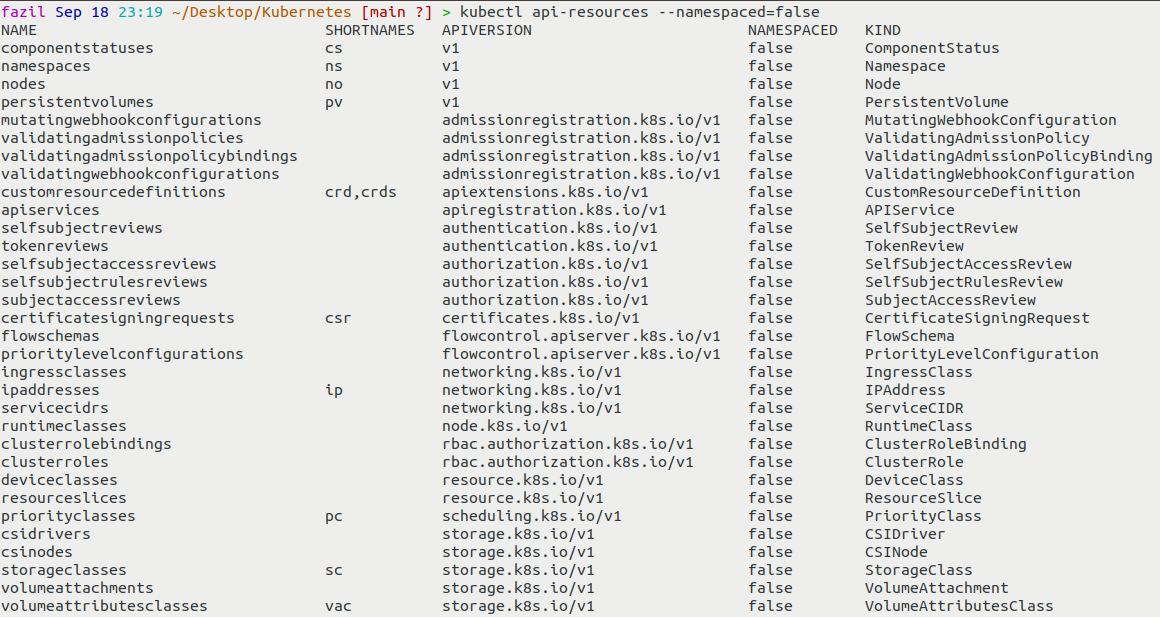 fazil Sep 18 23:19 ~/Desktop/Kubernetes [main ?] > kubectl api-resources --namespaced=false
NAME                                SHORTNAMES   APIVERSION                        NAMESPACED   KIND
componentstatuses                   cs           v1                                false        ComponentStatus
namespaces                          ns           v1                                false        Namespace
nodes                               no           v1                                false        Node
persistentvolumes                   pv           v1                                false        PersistentVolume
mutatingwebhookconfigurations                    admissionregistration.k8s.io/v1   false        MutatingWebhookConfiguration
validatingadmissionpolicies                      admissionregistration.k8s.io/v1   false        ValidatingAdmissionPolicy
validatingadmissionpolicybindings                admissionregistration.k8s.io/v1   false        ValidatingAdmissionPolicyBinding
validatingwebhookconfigurations                  admissionregistration.k8s.io/v1   false        ValidatingWebhookConfiguration
customresourcedefinitions           crd,crds     apiextensions.k8s.io/v1           false        CustomResourceDefinition
apiservices                                      apiregistration.k8s.io/v1         false        APIService
selfsubjectreviews                               authentication.k8s.io/v1          false        SelfSubjectReview
tokenreviews                                     authentication.k8s.io/v1          false        TokenReview
selfsubjectaccessreviews                         authorization.k8s.io/v1           false        SelfSubjectAccessReview
selfsubjectrulesreviews                          authorization.k8s.io/v1           false        SelfSubjectRulesReview
subjectaccessreviews                             authorization.k8s.io/v1           false        SubjectAccessReview
certificatesigningrequests          csr          certificates.k8s.io/v1            false        CertificateSigningRequest
flowschemas                                      flowcontrol.apiserver.k8s.io/v1   false        FlowSchema
prioritylevelconfigurations                      flowcontrol.apiserver.k8s.io/v1   false        PriorityLevelConfiguration
ingressclasses                                   networking.k8s.io/v1              false        IngressClass
ipaddresses                         ip           networking.k8s.io/v1              false        IPAddress
servicecidrs                                     networking.k8s.io/v1              false        ServiceCIDR
runtimeclasses                                   node.k8s.io/v1                    false        RuntimeClass
clusterrolebindings                              rbac.authorization.k8s.io/v1      false        ClusterRoleBinding
clusterroles                                     rbac.authorization.k8s.io/v1      false        ClusterRole
deviceclasses                                    resource.k8s.io/v1                false        DeviceClass
resourceslices                                   resource.k8s.io/v1                false        ResourceSlice
priorityclasses                     pc           scheduling.k8s.io/v1              false        PriorityClass
csidrivers                                       storage.k8s.io/v1                 false        CSIDriver
csinodes                                         storage.k8s.io/v1                 false        CSINode
storageclasses                      sc           storage.k8s.io/v1                 false        StorageClass
volumeattachments                                storage.k8s.io/v1                 false        VolumeAttachment
volumeattributesclasses             vac          storage.k8s.io/v1                 false        VolumeAttributesClass